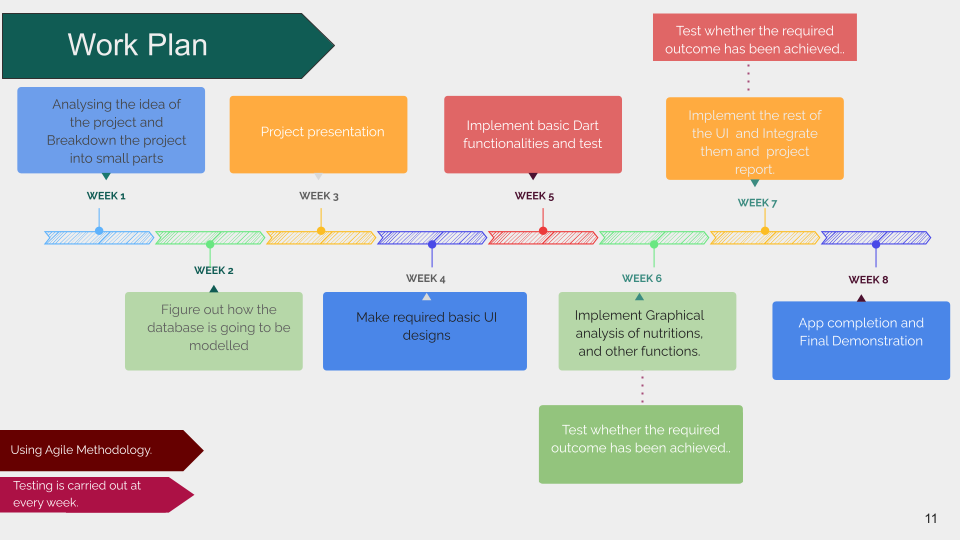 Work Plan
Test whether the required
outcome has been achieved..
Analysing the idea of
the project and
Breakdown the project
into small parts
Project presentation
Implement basic Dart
functionalities and test
Implement the rest of
the UI and Integrate
them and project
report.
WEEK 1
WEEK 3
WEEK 5
WEEK 7
WEEK 2
WEEK 4
WEEK 6
WEEK 8
Figure out how the
database is going to be
modelled
Make required basic UI
designs
Implement Graphical
analysis of nutritions,
and other functions.
App completion and
Final Demonstration
Test whether the required
outcome has been achieved..
Using Agile Methodology.
Testing is carried out at
every week.
11